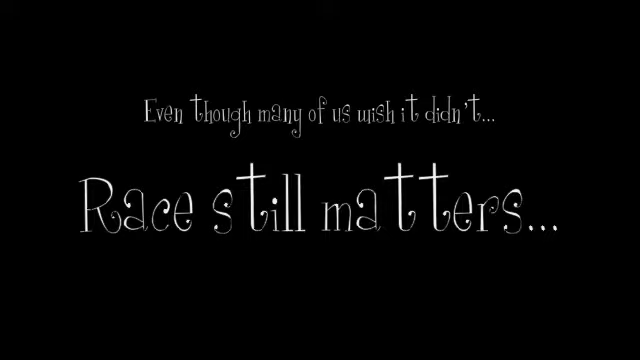 Even though many of us wish it didn't...
Race still matters...